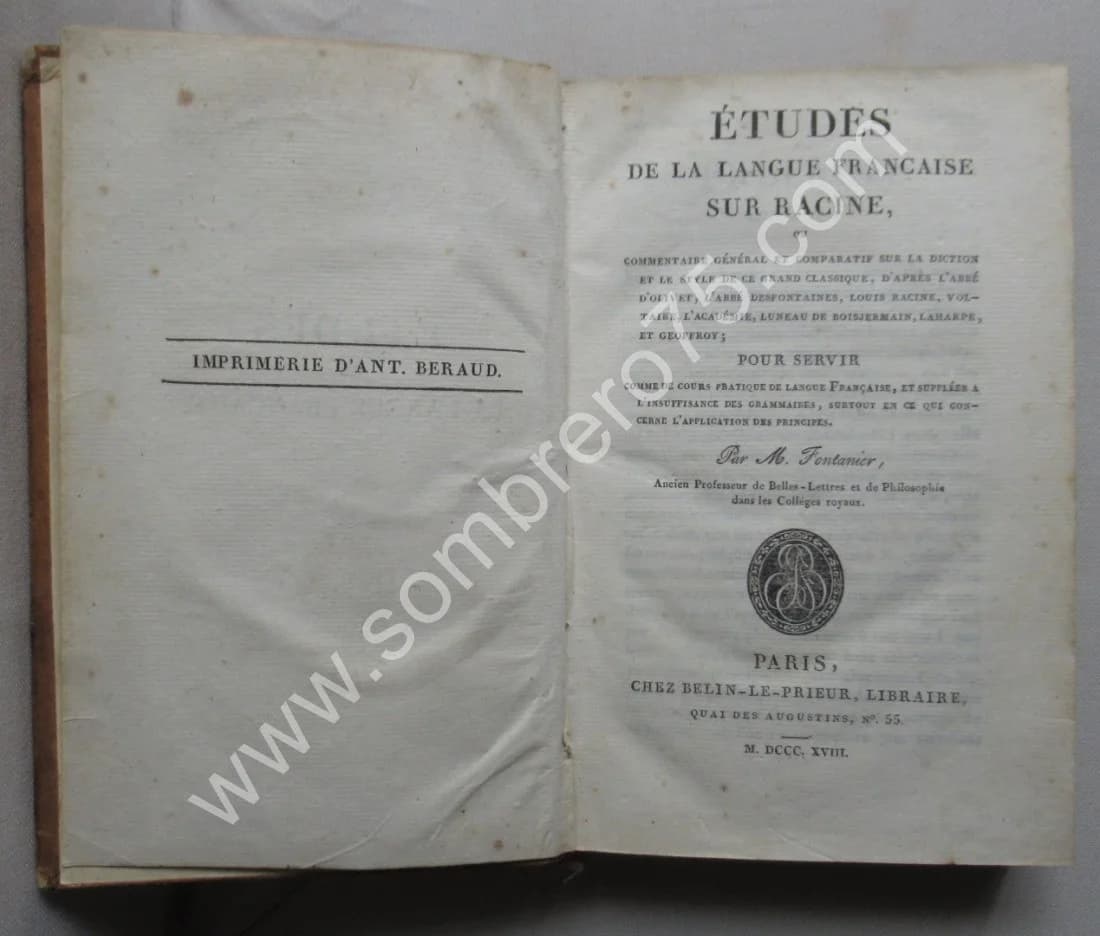 IMPRIMERIE D'ANT. BERAUD.
ÉTUDES
DE LA LANGUE FRANCAISE
SUR RACINE,
OU
COMMENTAIRE GÉNÉRAL ET COMPARATIF SUR LA DICTION
ET LE STYLE DE CE GRAND CLASSIQUE, D'APRÈS L'ABBÉ
D'OLIVET, L'ABBÉ DESFONTAINES, LOUIS RACINE, VOL-
TAIRE, L'ACADÉMIE, LUNEAU DE BOISJERMAIN, LAHARPE,
ET GEOFFROY;
POUR SERVIR
COMME DE COURS PRATIQUE DE LANGUE FRANÇAISE, ET SUPPLÉER A
L'INSUFFISANCE DES GRAMMAIRES, SURTOUT EN CE QUI CON-
CERNE L'APPLICATION DES PRINCIPES.
Par M. Fontanier,
Ancien Professeur de Belles-Lettres et de Philosophie
dans les Colléges royaux.
PARIS,
CHEZ BELIN-LE-PRIEUR, LIBRAIRE,
QUAI DES AUGUSTINS, Nº. 55.
M. DCCC. XVIII.
www.sombrero75.com